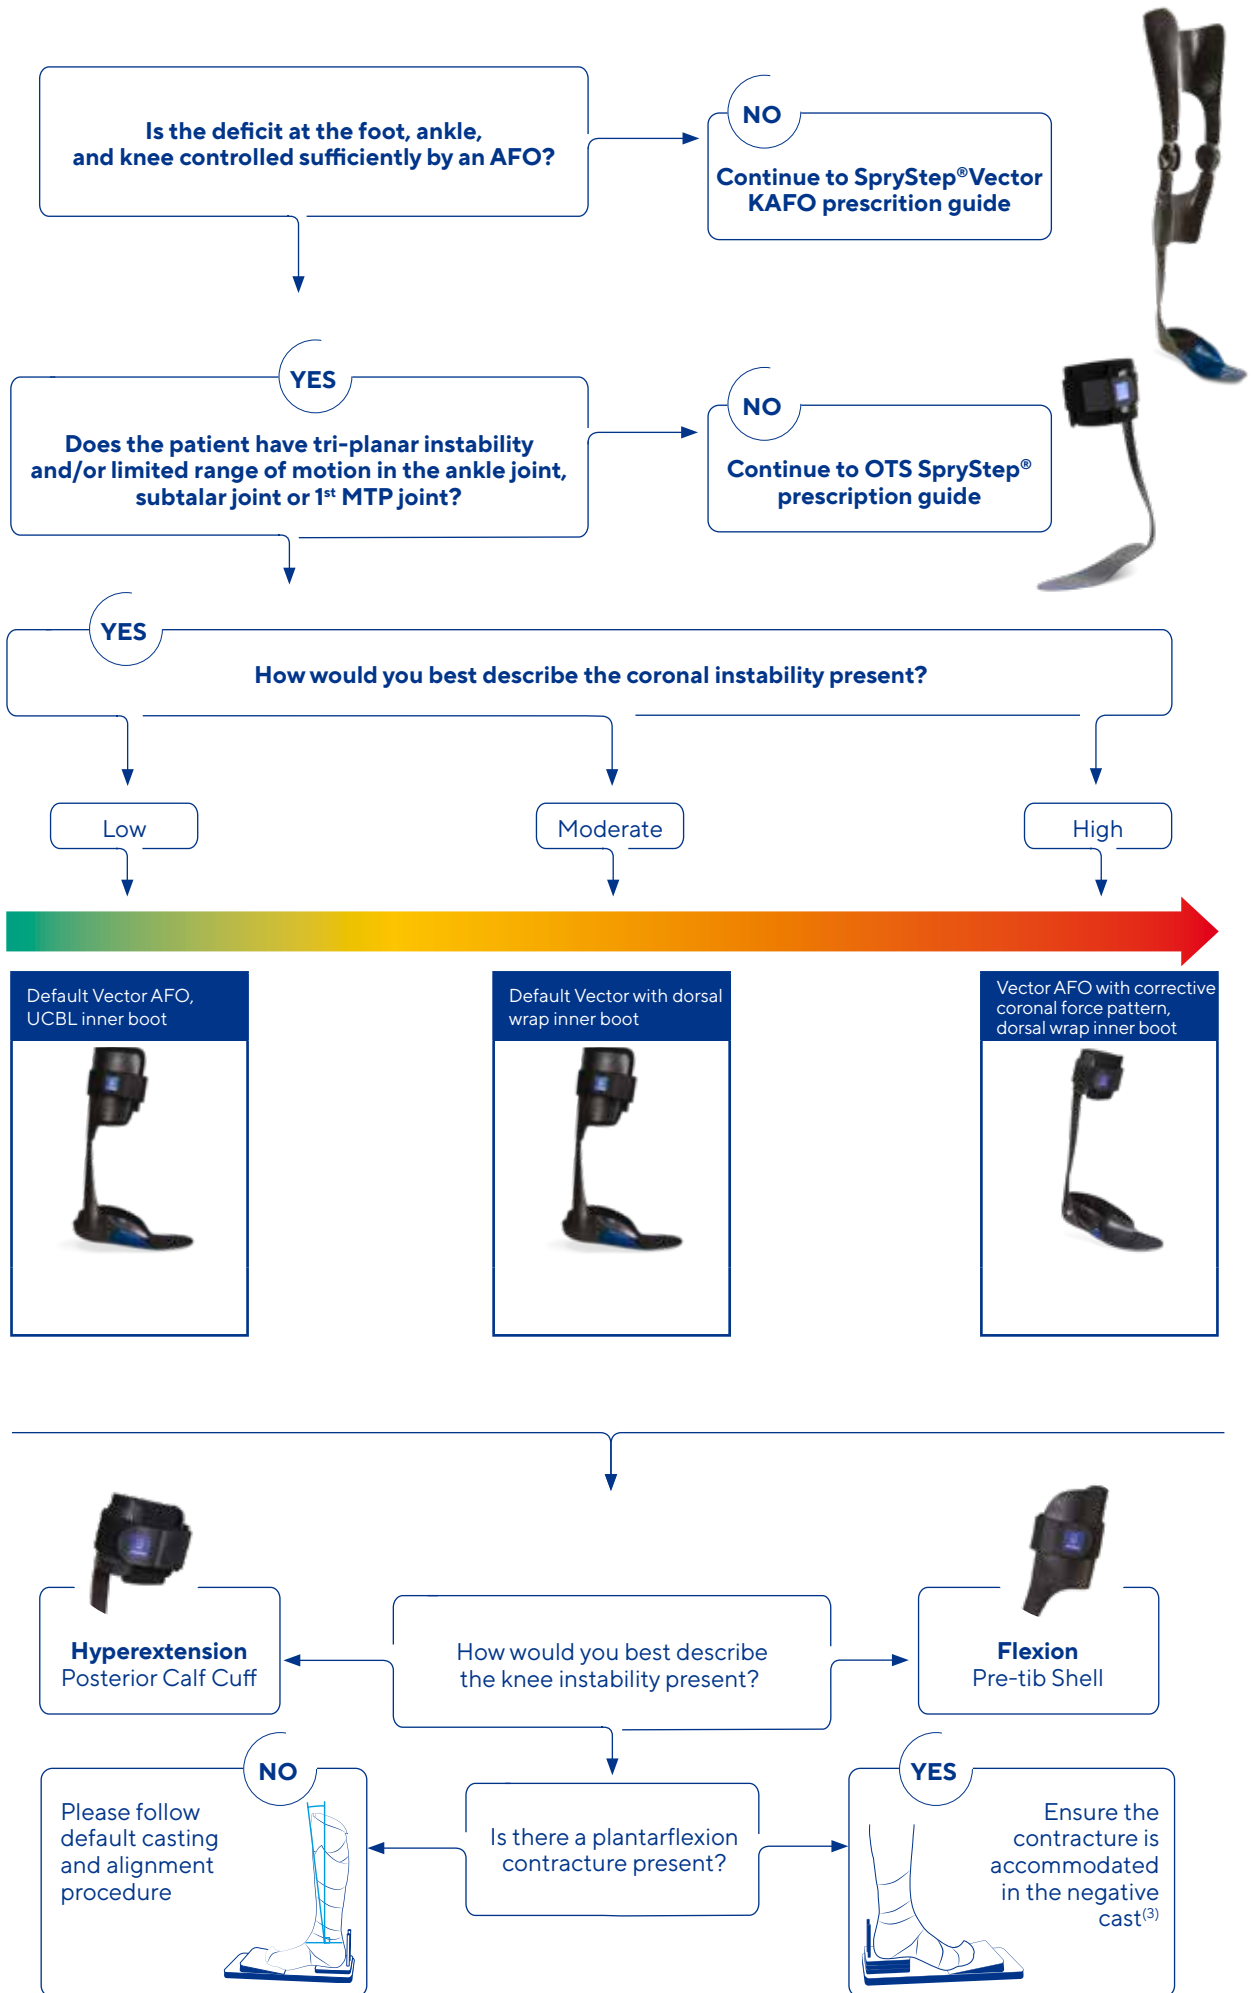 Is the deficit at the foot, ankle,
and knee controlled sufficiently by an AFO?
NO
Continue to SpryStep®Vector
KAFO prescrition guide
YES
Does the patient have tri-planar instability
and/or limited range of motion in the ankle joint,
subtalar joint or 1st MTP joint?
NO
Continue to OTS SpryStep®
prescription guide
YES
How would you best describe the coronal instability present?
Low
Moderate
High
Default Vector AFO,
UCBL inner boot
Default Vector with dorsal
wrap inner boot
Vector AFO with corrective
coronal force pattern,
dorsal wrap inner boot
Hyperextension
Posterior Calf Cuff
How would you best describe
the knee instability present?
Flexion
Pre-tib Shell
NO
Please follow
default casting
and alignment
procedure
Is there a plantarflexion
contracture present?
YES
Ensure the
contracture is
accommodated
in the negative
cast(3)